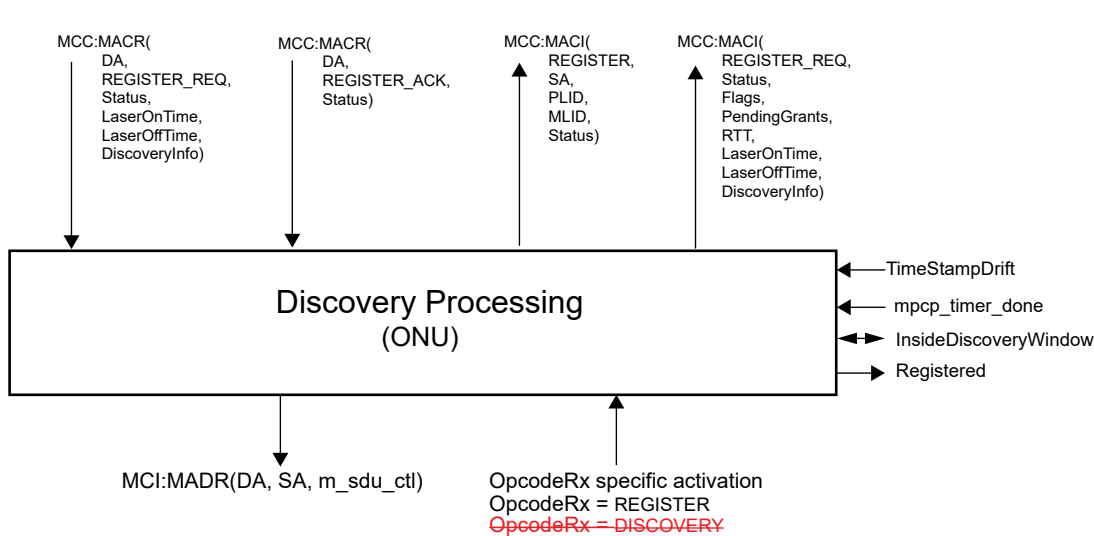 MCC:MACR(
DA,
REGISTER_REQ,
Status,
LaserOnTime,
LaserOffTime,
DiscoveryInfo)
MCC:MACR(
DA,
REGISTER_ACK,
Status)
MCC:MACI(
REGISTER,
SA,
PLID,
MLID,
Status)
MCC:MACI(
REGISTER_REQ,
Status,
Flags,
PendingGrants,
RTT,
LaserOnTime,
LaserOffTime,
DiscoveryInfo)
Discovery Processing
(ONU)
TimeStampDrift
mpcp_timer_done
InsideDiscoveryWindow
Registered
MCI:MADR(DA, SA, m_sdu_ctl)
OpcodeRx specific activation
OpcodeRx = REGISTER
OpcodeRx = DISCOVERY